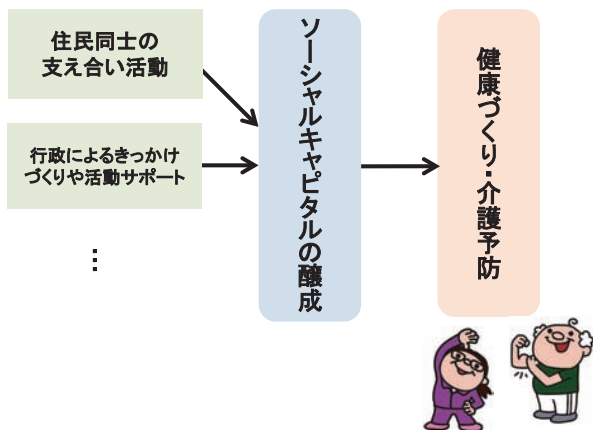 住民同士の
支え合い活動
行政によるきっかけ
づくりや活動サポート
⋮
ソーシャルキャピタルの醸成
健康づくり・介護予防